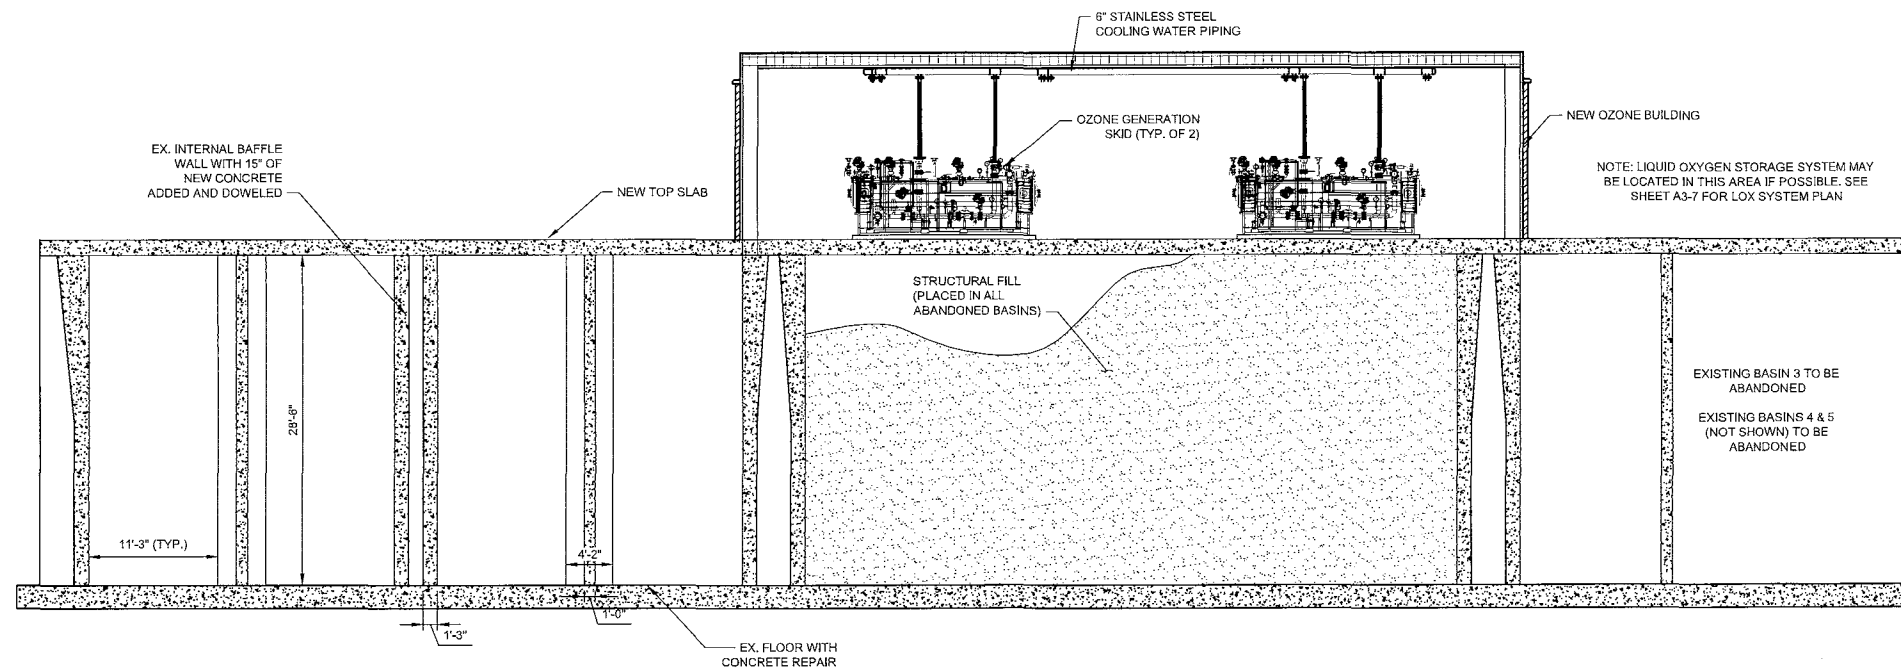 6" STAINLESS STEEL
COOLING WATER PIPING
OZONE GENERATION
SKID (TYP. OF 2)
NEW OZONE BUILDING
EX. INTERNAL BAFFLE
WALL WITH 15" OF
NEW CONCRETE
ADDED AND DOWELED
NEW TOP SLAB
NOTE: LIQUID OXYGEN STORAGE SYSTEM MAY
BE LOCATED IN THIS AREA IF POSSIBLE. SEE
SHEET A3-7 FOR LOX SYSTEM PLAN
STRUCTURAL FILL
(PLACED IN ALL
ABANDONED BASINS)
28'-6"
EXISTING BASIN 3 TO BE
ABANDONED
EXISTING BASINS 4 & 5
(NOT SHOWN) TO BE
ABANDONED
11'-3" (TYP.)
4'-2"
1'-0"
1'-3"
EX. FLOOR WITH
CONCRETE REPAIR